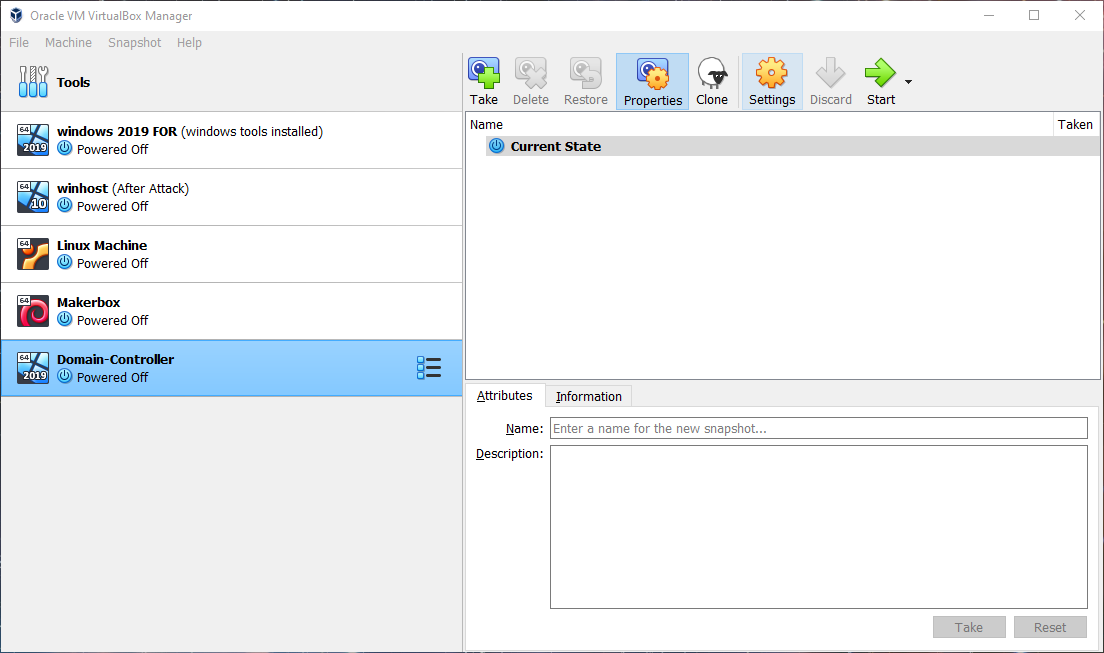 Oracle VM VirtualBox Manager
File Machine Snapshot Help
Tools
64 2019 windows 2019 FOR (windows tools installed)
Powered Off
64 10 winhost (After Attack)
Powered Off
64 Linux Machine
Powered Off
64 Makerbox
Powered Off
64 2019 Domain-Controller
Powered Off
Take Delete Restore Properties Clone Settings Discard Start
Name Taken
Current State
Attributes Information
Name: Enter a name for the new snapshot...
Description:
Take Reset